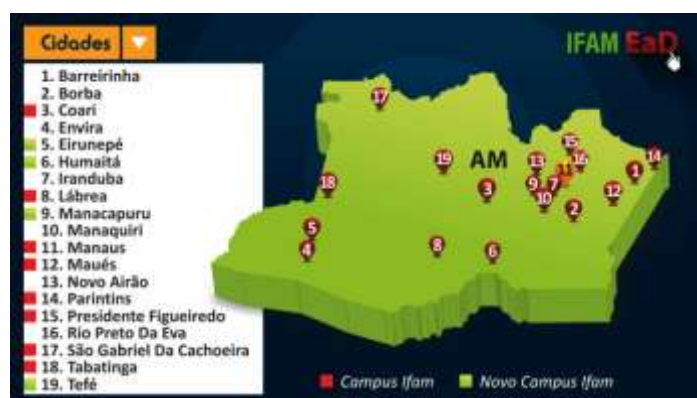 Cidades
IFAM EaD
1. Barreirinha
2. Borba
3. Coari
4. Envira
5. Eirunepé
6. Humaitá
7. Iranduba
8. Lábrea
9. Manacapuru
10. Manaquiri
11. Manaus
12. Maués
13. Novo Airão
14. Parintins
15. Presidente Figueiredo
16. Rio Preto Da Eva
17. São Gabriel Da Cachoeira
18. Tabatinga
19. Tefé
17
15
14
19
AM
13
16
11
1
18
3
9
7
12
10
2
5
4
8
6
Campus Ifam
Novo Campus Ifam